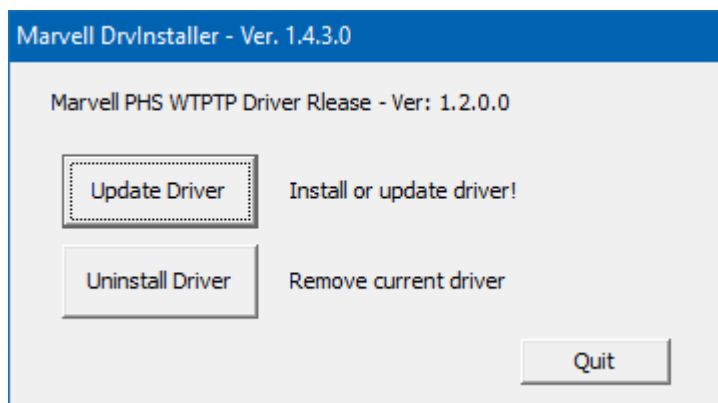 Marvell DrvInstaller - Ver. 1.4.3.0
Marvell PHS WTPTP Driver Rlease - Ver: 1.2.0.0
Update Driver Install or update driver!
Uninstall Driver Remove current driver
Quit